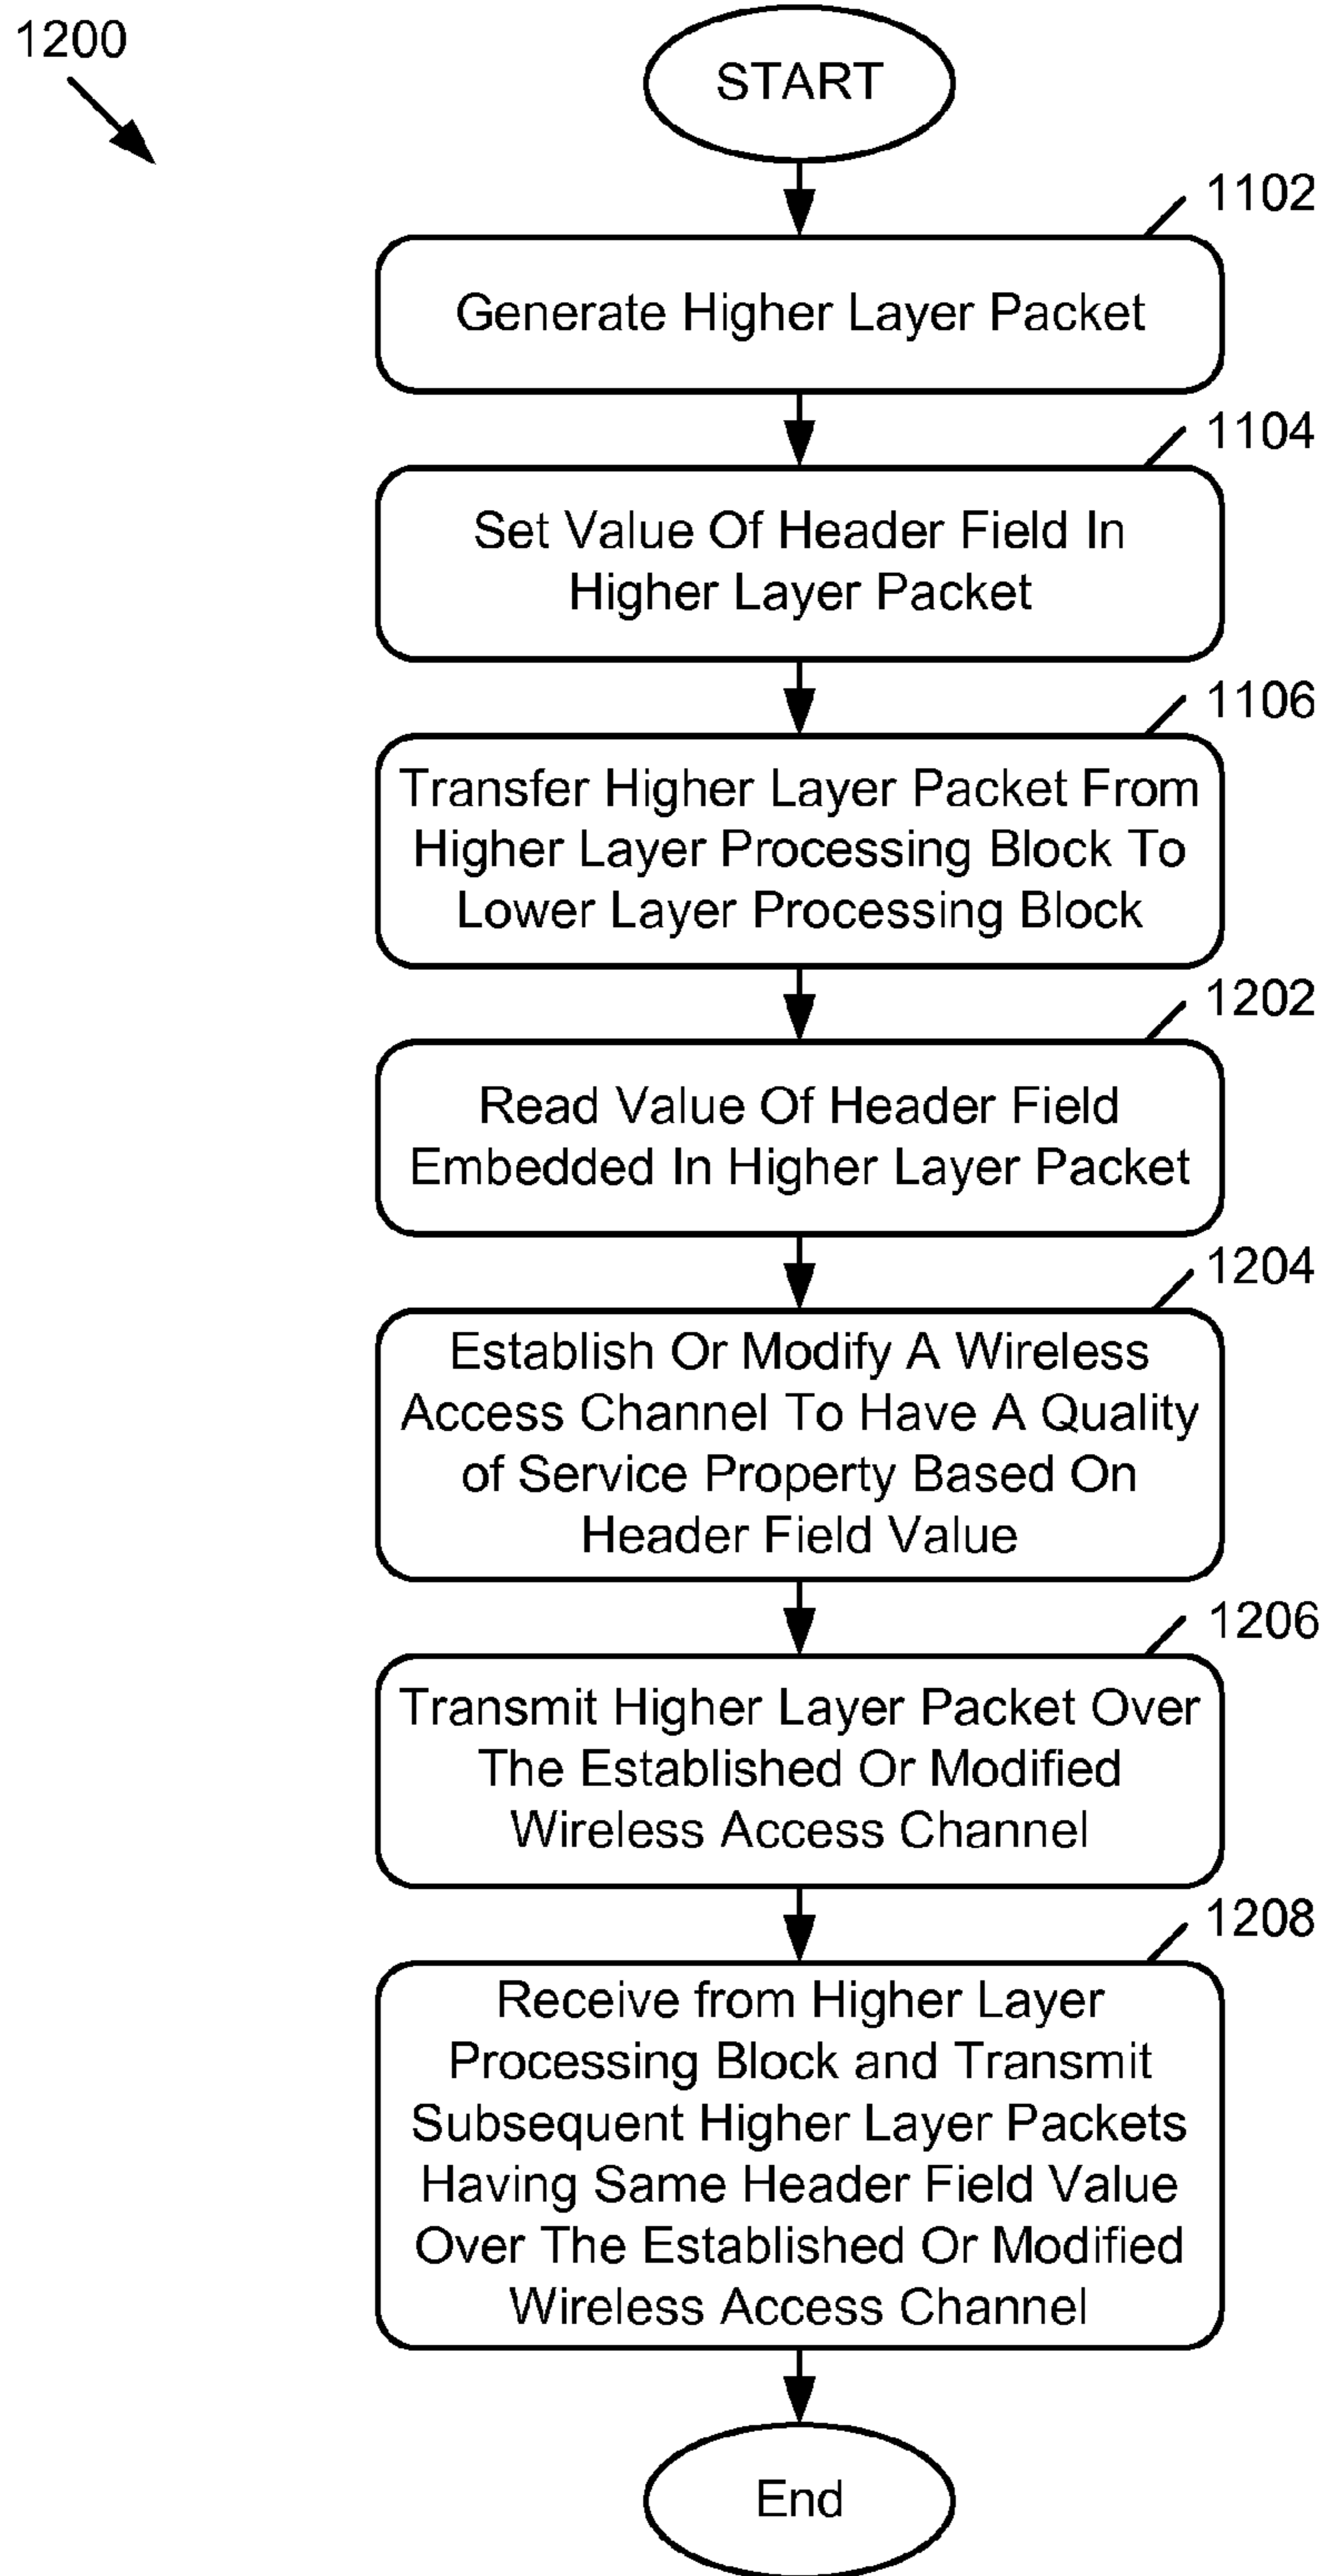 1200
START
1102
Generate Higher Layer Packet
1104
Set Value Of Header Field In
Higher Layer Packet
1106
Transfer Higher Layer Packet From
Higher Layer Processing Block To
Lower Layer Processing Block
1202
Read Value Of Header Field
Embedded In Higher Layer Packet
1204
Establish Or Modify A Wireless
Access Channel To Have A Quality
of Service Property Based On
Header Field Value
1206
Transmit Higher Layer Packet Over
The Established Or Modified
Wireless Access Channel
1208
Receive from Higher Layer
Processing Block and Transmit
Subsequent Higher Layer Packets
Having Same Header Field Value
Over The Established Or Modified
Wireless Access Channel
End